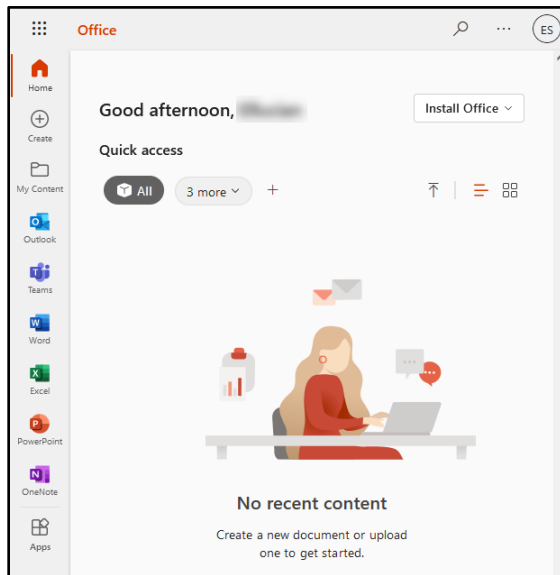 Office
ES
Home
Create
My Content
Outlook
Teams
Word
Excel
PowerPoint
OneNote
Apps
Good afternoon,
Install Office
Quick access
All
3 more
No recent content
Create a new document or upload
one to get started.